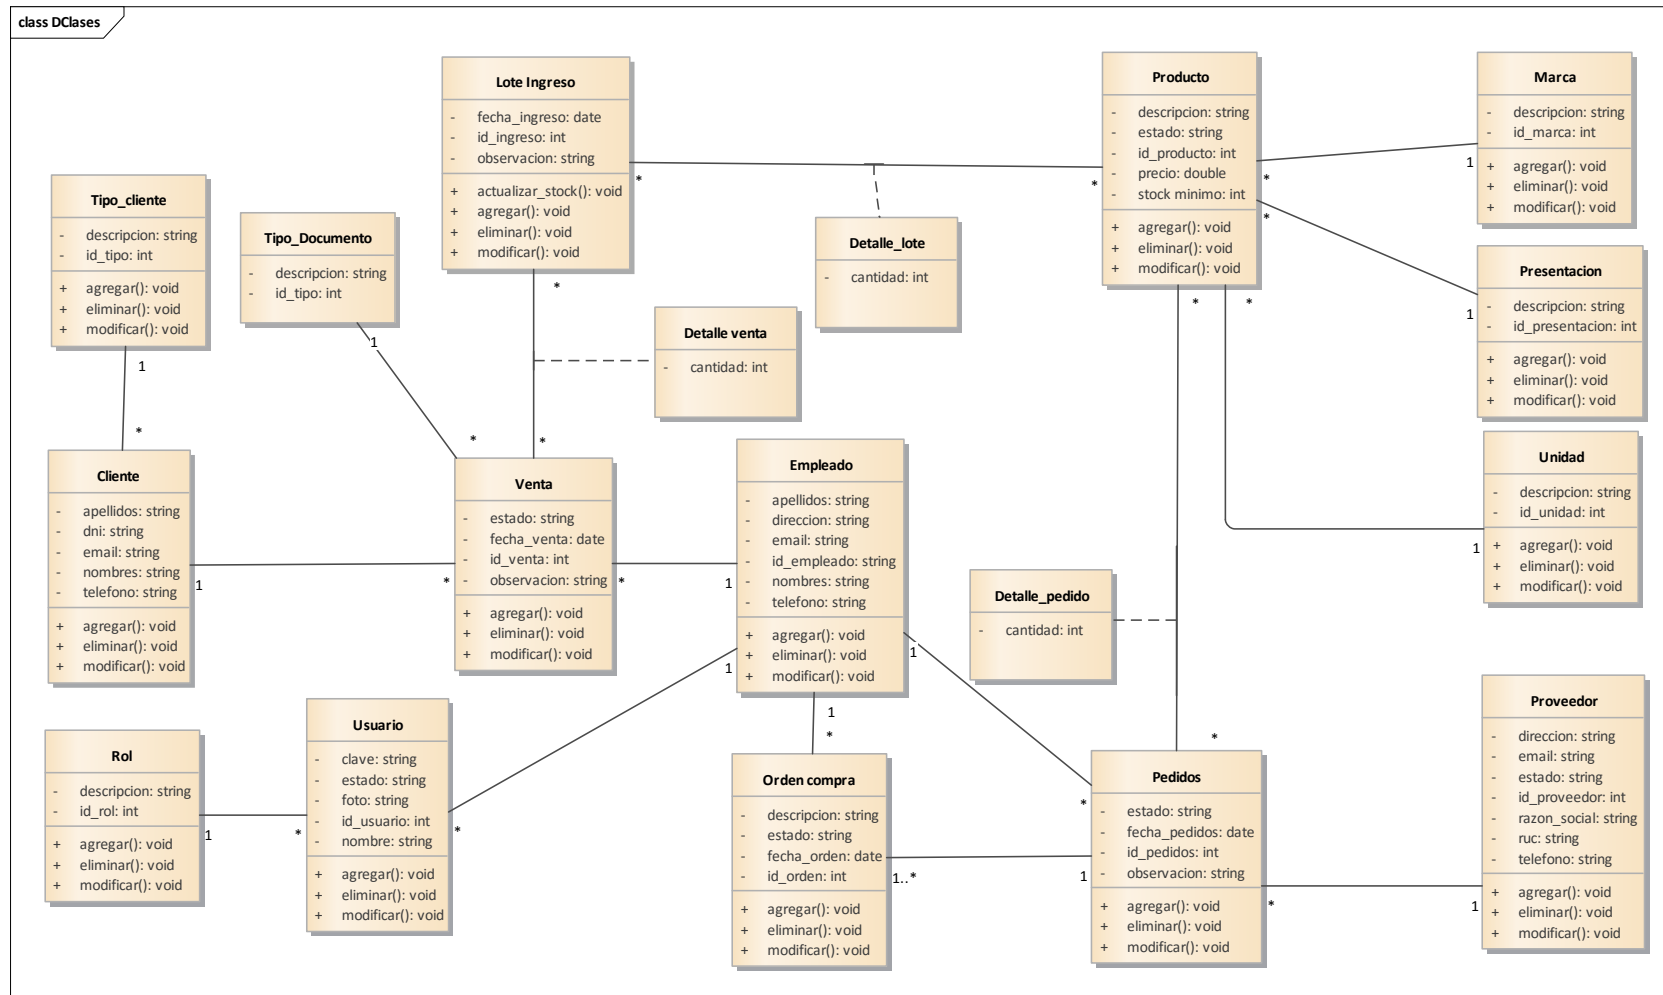 class DClases
Lote Ingreso
- fecha_ingreso: date
- id_ingreso: int
- observacion: string
+ actualizar_stock(): void
+ agregar(): void
+ eliminar(): void
+ modificar(): void
*
*
Producto
- descripcion: string
- estado: string
- id_producto: int
- precio: double
- stock minimo: int
+ agregar(): void
+ eliminar(): void
+ modificar(): void
*
*
*
*
*
Marca
- descripcion: string
- id_marca: int
+ agregar(): void
+ eliminar(): void
+ modificar(): void
1
Tipo_cliente
- descripcion: string
- id_tipo: int
+ agregar(): void
+ eliminar(): void
+ modificar(): void
1
Tipo_Documento
- descripcion: string
- id_tipo: int
1
Detalle_lote
- cantidad: int
Detalle venta
- cantidad: int
Presentacion
- descripcion: string
- id_presentacion: int
+ agregar(): void
+ eliminar(): void
+ modificar(): void
1
Unidad
- descripcion: string
- id_unidad: int
+ agregar(): void
+ eliminar(): void
+ modificar(): void
1
*
Cliente
- apellidos: string
- dni: string
- email: string
- nombres: string
- telefono: string
+ agregar(): void
+ eliminar(): void
+ modificar(): void
1
*
*
Venta
- estado: string
- fecha_venta: date
- id_venta: int
- observacion: string
+ agregar(): void
+ eliminar(): void
+ modificar(): void
*
*
Empleado
- apellidos: string
- direccion: string
- email: string
- id_empleado: string
- nombres: string
- telefono: string
+ agregar(): void
+ eliminar(): void
+ modificar(): void
1
1
1
1
Detalle_pedido
- cantidad: int
Rol
- descripcion: string
- id_rol: int
+ agregar(): void
+ eliminar(): void
+ modificar(): void
1
Usuario
- clave: string
- estado: string
- foto: string
- id_usuario: int
- nombre: string
+ agregar(): void
+ eliminar(): void
+ modificar(): void
*
*
*
Orden compra
- descripcion: string
- estado: string
- fecha_orden: date
- id_orden: int
+ agregar(): void
+ eliminar(): void
+ modificar(): void
1..*
*
*
Pedidos
- estado: string
- fecha_pedidos: date
- id_pedidos: int
- observacion: string
+ agregar(): void
+ eliminar(): void
+ modificar(): void
1
*
Proveedor
- direccion: string
- email: string
- estado: string
- id_proveedor: int
- razon_social: string
- ruc: string
- telefono: string
+ agregar(): void
+ eliminar(): void
+ modificar(): void
1